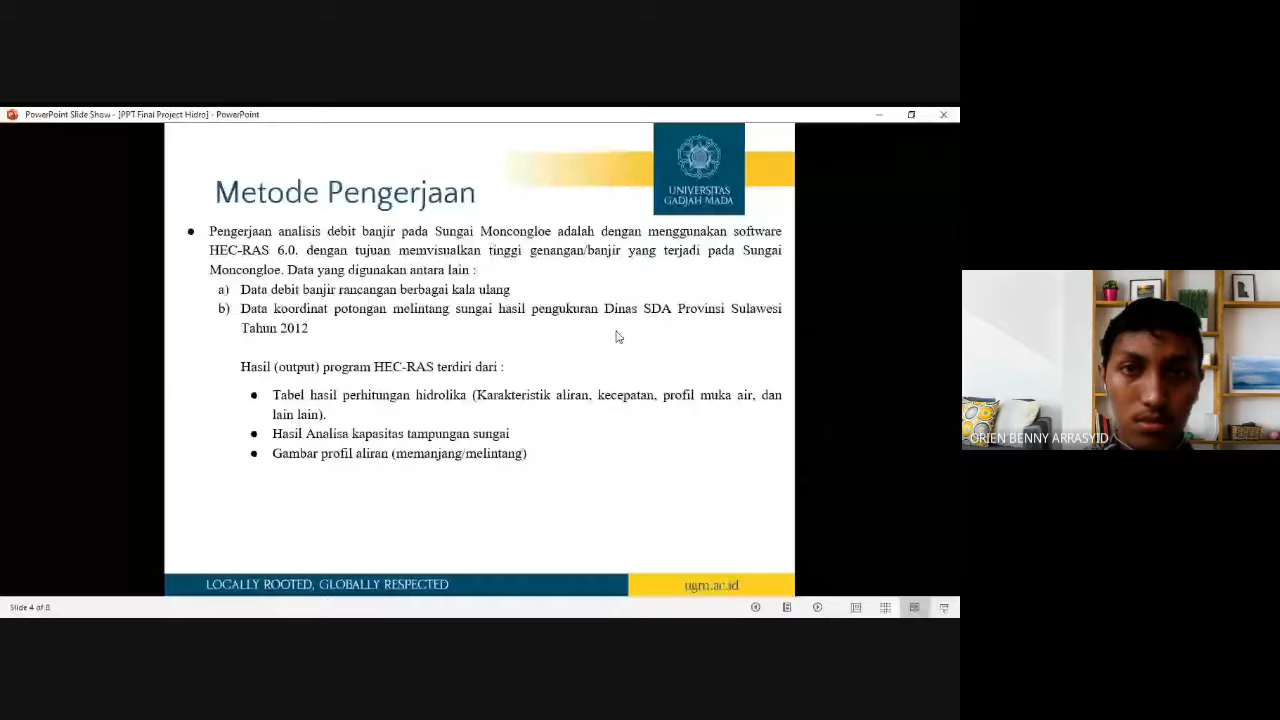 PowerPoint Slide Show - [PPT Final Project Hidro] - PowerPoint
UNIVERSITAS
GADJAH MADA
Metode Pengerjaan
● Pengerjaan analisis debit banjir pada Sungai Moncongloe adalah dengan menggunakan software
HEC-RAS 6.0. dengan tujuan memvisualkan tinggi genangan/banjir yang terjadi pada Sungai
Moncongloe. Data yang digunakan antara lain :
a) Data debit banjir rancangan berbagai kala ulang
b) Data koordinat potongan melintang sungai hasil pengukuran Dinas SDA Provinsi Sulawesi
Tahun 2012
Hasil (output) program HEC-RAS terdiri dari :
● Tabel hasil perhitungan hidrolika (Karakteristik aliran, kecepatan, profil muka air, dan
lain lain).
● Hasil Analisa kapasitas tampungan sungai
● Gambar profil aliran (memanjang/melintang)
ORIEN BENNY ARRASYID
LOCALLY ROOTED, GLOBALLY RESPECTED
ugm.ac.id
Slide 4 of 8